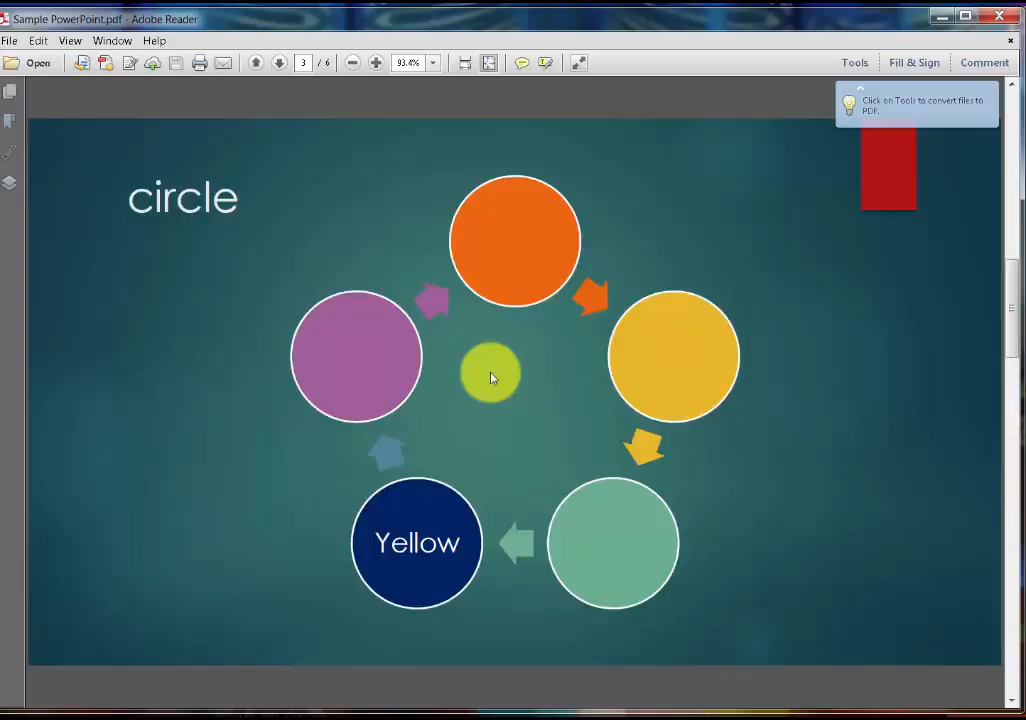 Sample PowerPoint.pdf - Adobe Reader
File Edit View Window Help
Open 3 / 6 93.4% Tools Fill & Sign Comment
Click on Tools to convert files to
PDF.
circle
Yellow